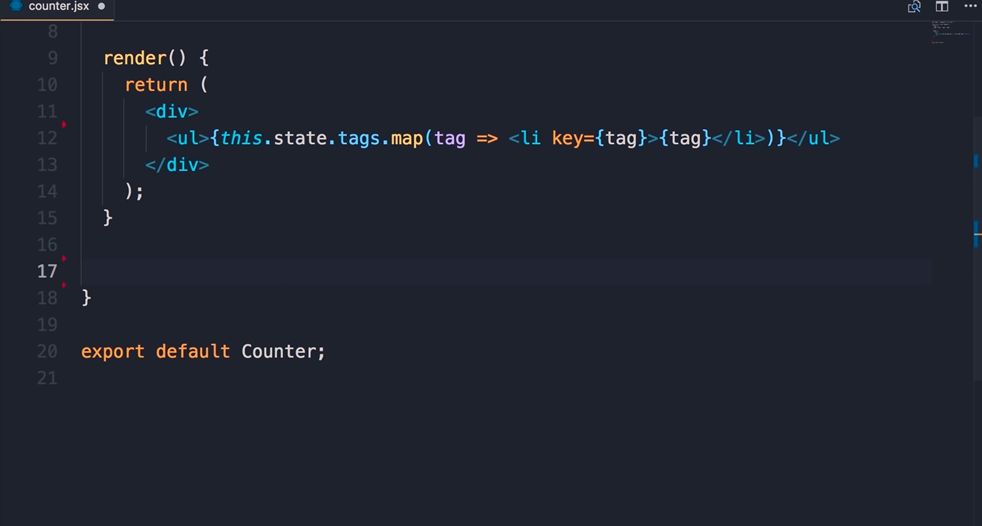 counter.jsx
8
9 render() {
10 return (
11 <div>
12 <ul>{this.state.tags.map(tag => <li key={tag}>{tag}</li>)}</ul>
13 </div>
14 );
15 }
16
17
18 }
19
20 export default Counter;
21